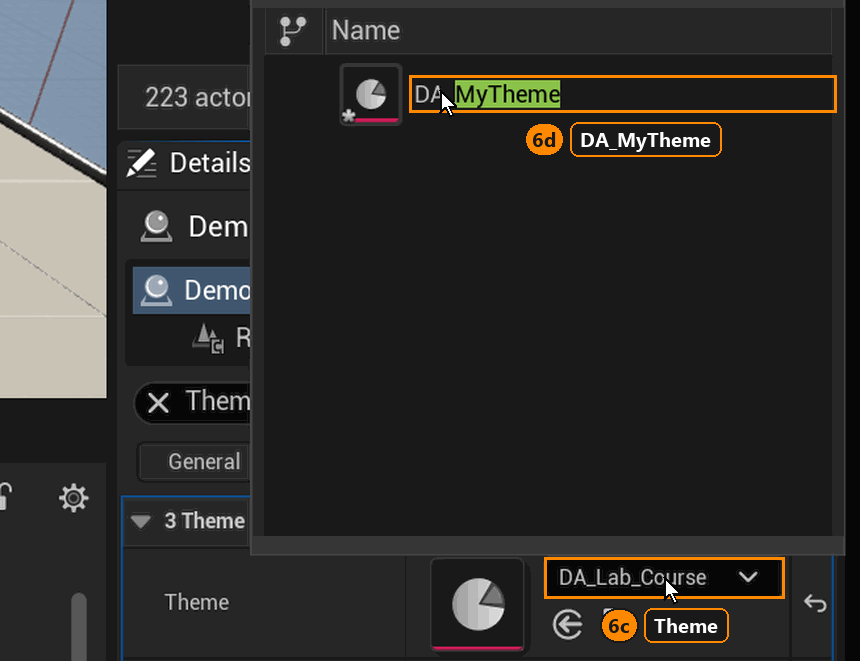 Name
223 actor
DA_MyTheme
6d DA_MyTheme
Details
Dem
Demo
R
Them
General
3 Theme
DA_Lab_Course
Theme
6c Theme